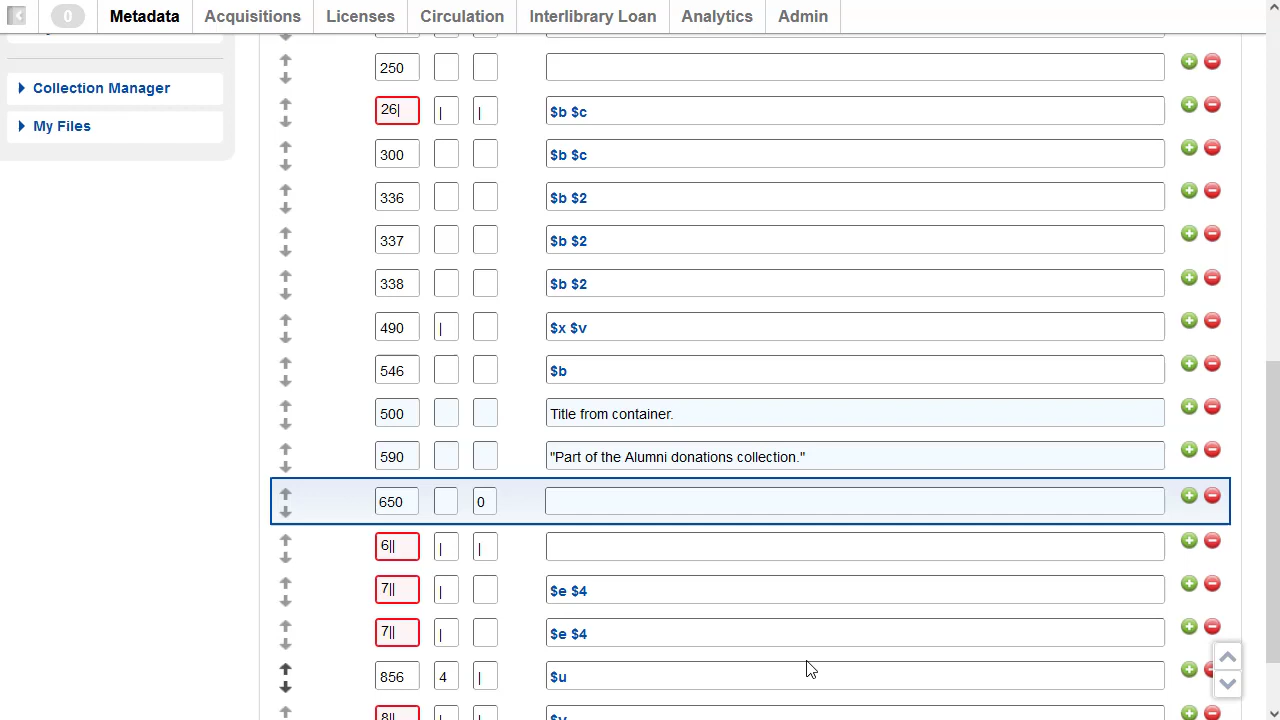 0 Metadata Acquisitions Licenses Circulation Interlibrary Loan Analytics Admin
Collection Manager
My Files
250
26| | | $b $c
300 $b $c
336 $b $2
337 $b $2
338 $b $2
490 | $x $v
546 $b
500 Title from container.
590 "Part of the Alumni donations collection."
650 0
6|| | |
7|| | $e $4
7|| | $e $4
856 4 | $u
8|| | | $v